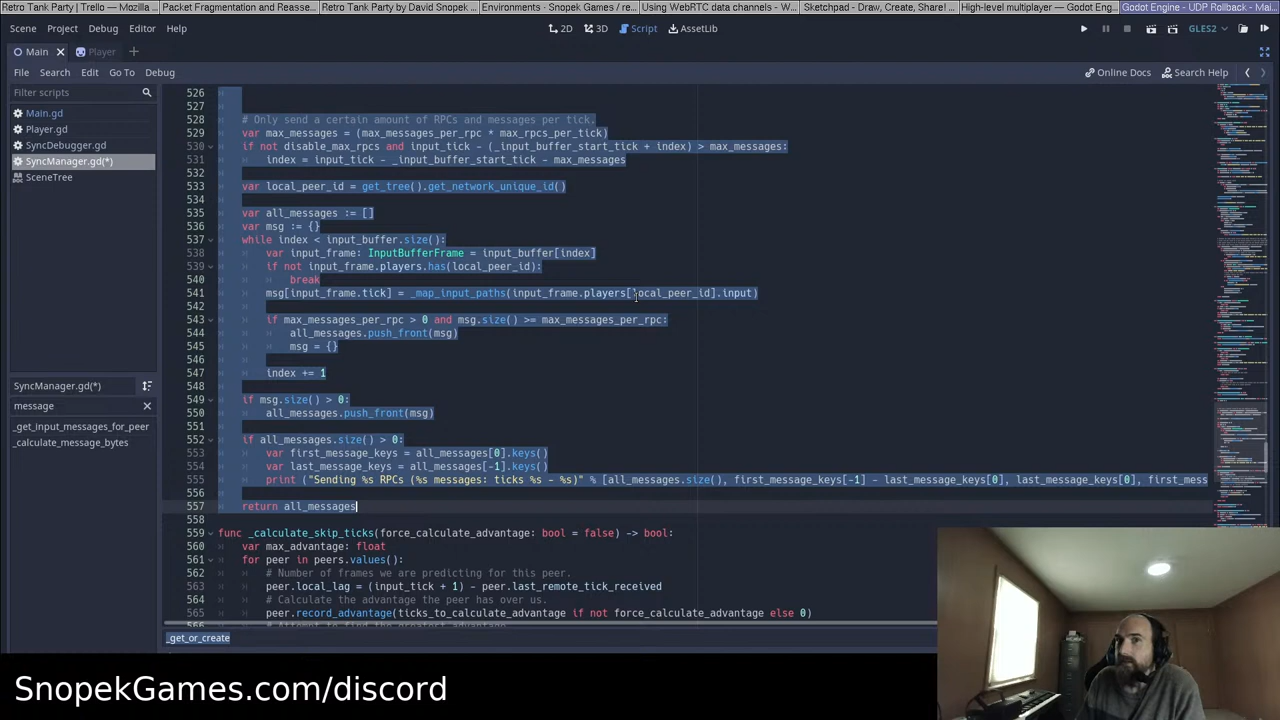 Retro Tank Party | Trello — Mozilla ... Packet Fragmentation and Reasse... Retro Tank Party by David Snopek ... Environments · Snopek Games / re... Using WebRTC data channels - W... Sketchpad - Draw, Create, Share! ... High-level multiplayer — Godot Eng... Godot Engine - UDP Rollback - Mai...
Scene Project Debug Editor Help 2D 3D Script AssetLib GLES2
Main Player
File Search Edit Go To Debug Online Docs Search Help
Filter scripts
Main.gd
Player.gd
SyncDebugger.gd
SyncManager.gd(*)
SceneTree
SyncManager.gd(*)
message
_get_input_messages_for_peer
_calculate_message_bytes
526
527
528 # Only send a certain amount of RPCs and messages per tick.
529 var max_messages = (max_messages_per_rpc * max_rpcs_per_tick)
530 if not disable_max_rpcs and input_tick - (_input_buffer_start_tick + index) > max_messages:
531 index = input_tick - _input_buffer_start_tick - max_messages
532
533 var local_peer_id = get_tree().get_network_unique_id()
534
535 var all_messages := []
536 var msg := {}
537 while index < input_buffer.size():
538 var input_frame: InputBufferFrame = input_buffer[index]
539 if not input_frame.players.has(local_peer_id):
540 break
541 msg[input_frame.tick] = _map_input_paths(input_frame.players[local_peer_id].input)
542
543 if max_messages_per_rpc > 0 and msg.size() == max_messages_per_rpc:
544 all_messages.push_front(msg)
545 msg = {}
546
547 index += 1
548
549 if msg.size() > 0:
550 all_messages.push_front(msg)
551
552 if all_messages.size() > 0:
553 var first_message_keys = all_messages[0].keys()
554 var last_message_keys = all_messages[-1].keys()
555 print ("Sending %s RPCs (%s messages: ticks %s - %s)" % [all_messages.size(), first_message_keys[-1] - last_message_keys[0], last_message_keys[0], first_mess
556
557 return all_messages
558
559 func _calculate_skip_ticks(force_calculate_advantage: bool = false) -> bool:
560 var max_advantage: float
561 for peer in peers.values():
562 # Number of frames we are predicting for this peer.
563 peer.local_lag = (input_tick + 1) - peer.last_remote_tick_received
564 # Calculate the advantage the peer has over us.
565 peer.record_advantage(ticks_to_calculate_advantage if not force_calculate_advantage else 0)
_get_or_create
SnopekGames.com/discord